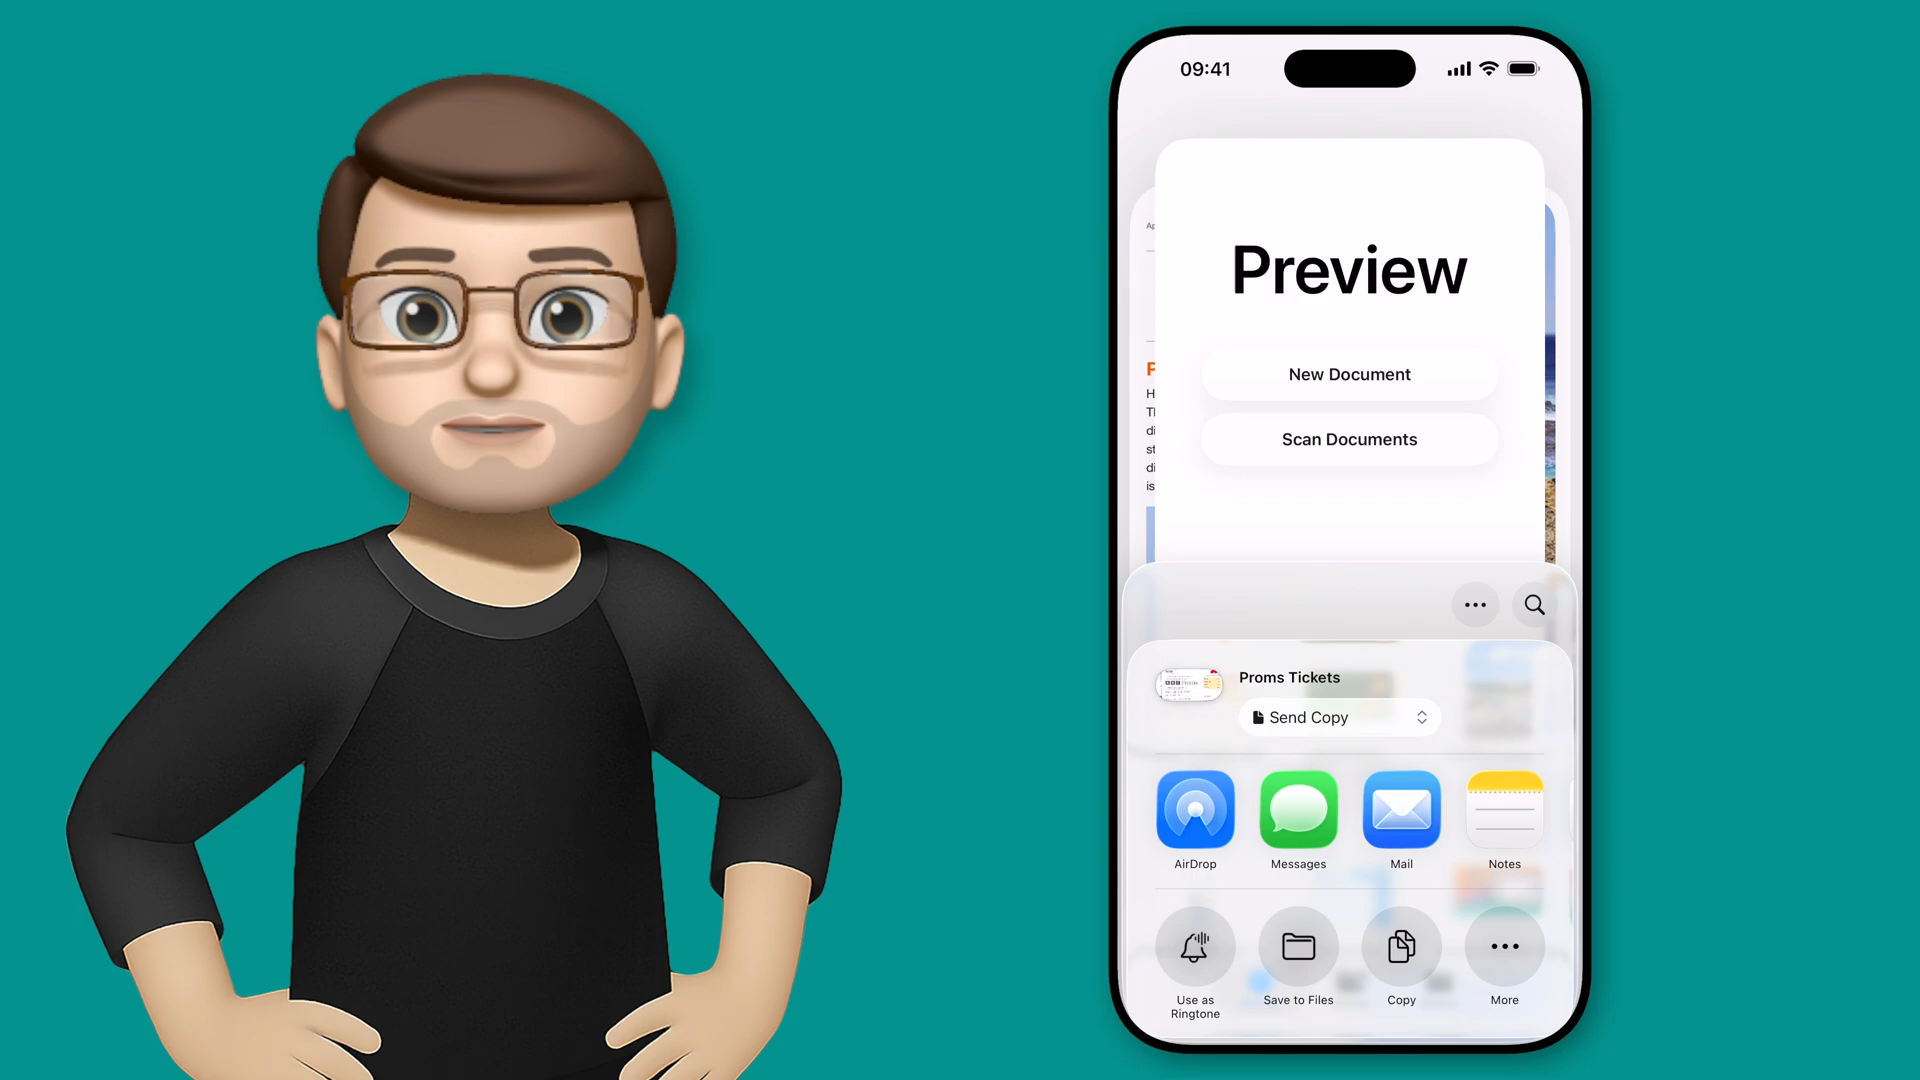 09:41
Preview
New Document
Scan Documents
Proms Tickets
Send Copy
AirDrop
Messages
Mail
Notes
Use as
Ringtone
Save to Files
Copy
More